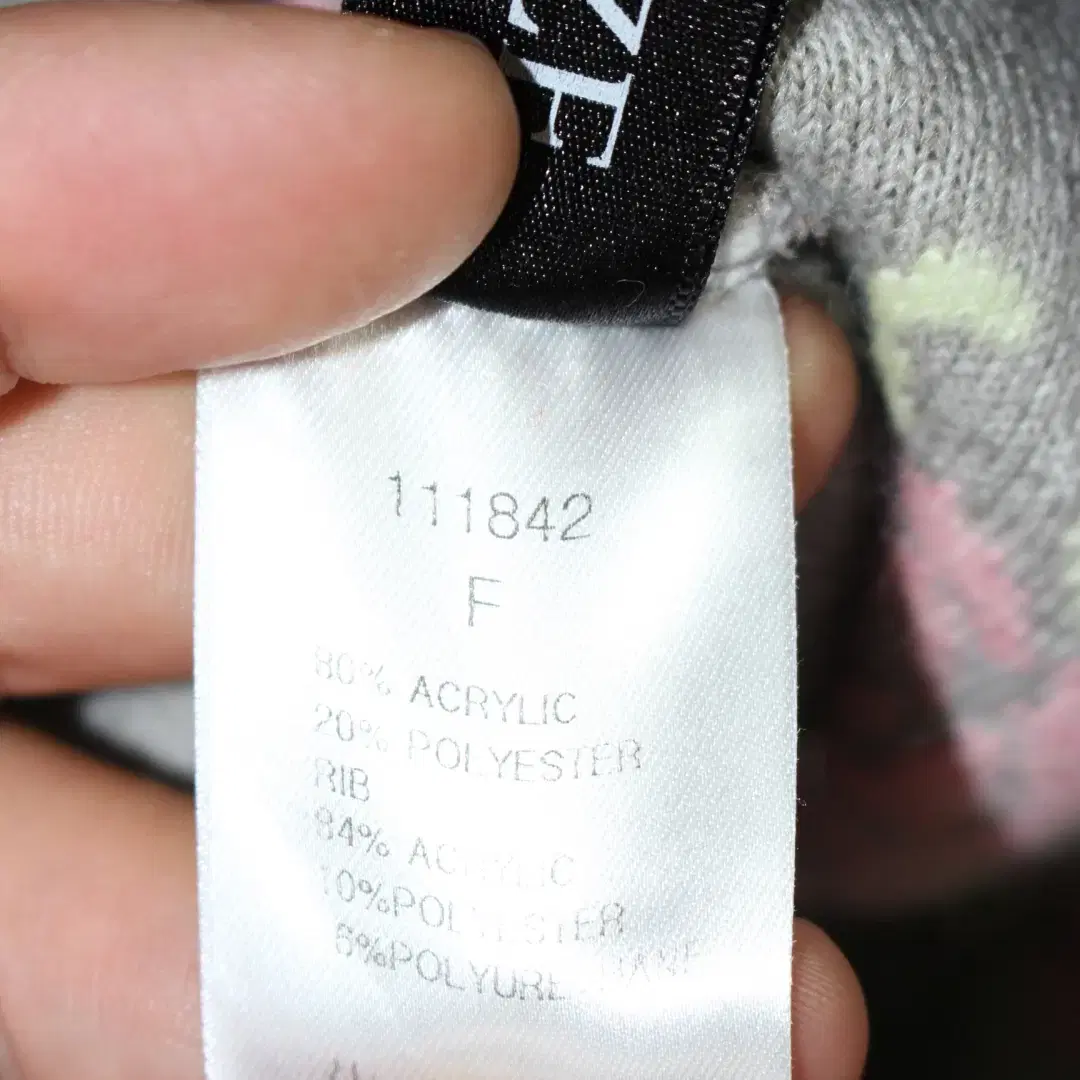 111842
F
80% ACRYLIC
20% POLYESTER
RIB
84% ACRYLIC
10%POLYESTER
6%POLYURETHANE